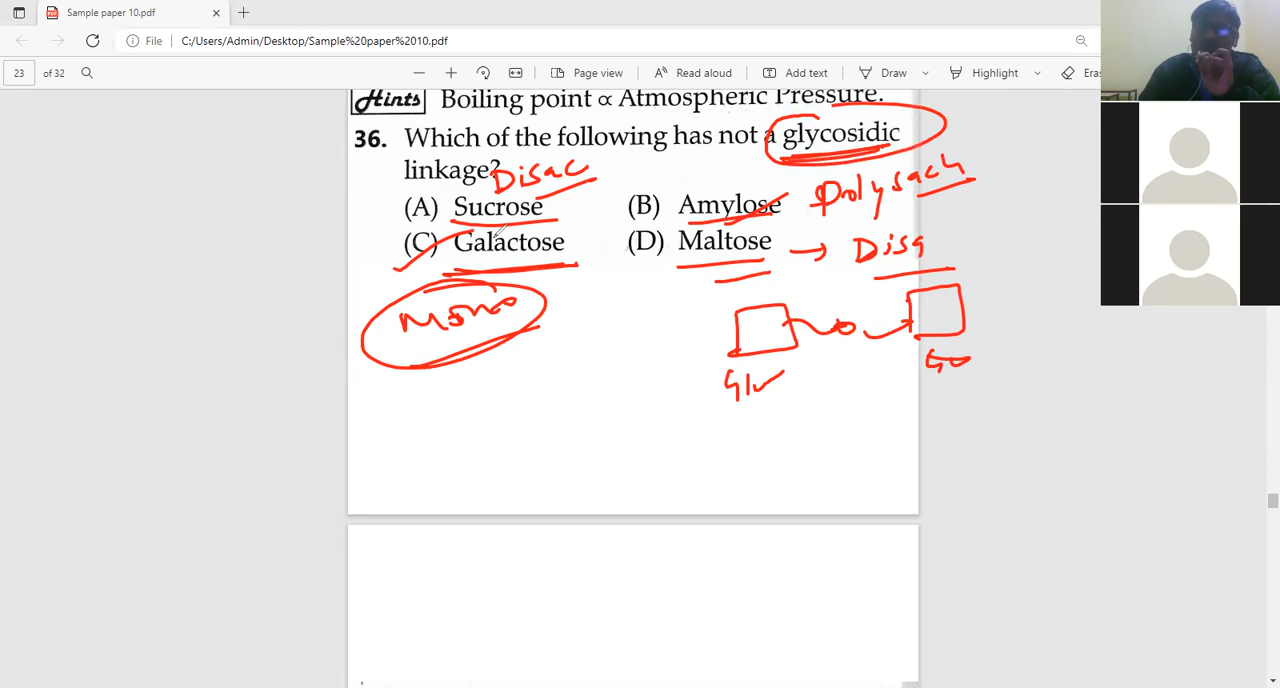 Sample paper 10.pdf
File C:/Users/Admin/Desktop/Sample%20paper%2010.pdf
23 of 32 Page view Read aloud Add text Draw Highlight Eras
Hints Boiling point ∝ Atmospheric Pressure.
36. Which of the following has not a glycosidic
linkage? Disac
(A) Sucrose (B) Amylose Polysach
(C) Galactose (D) Maltose → Disa
Mono
Glu